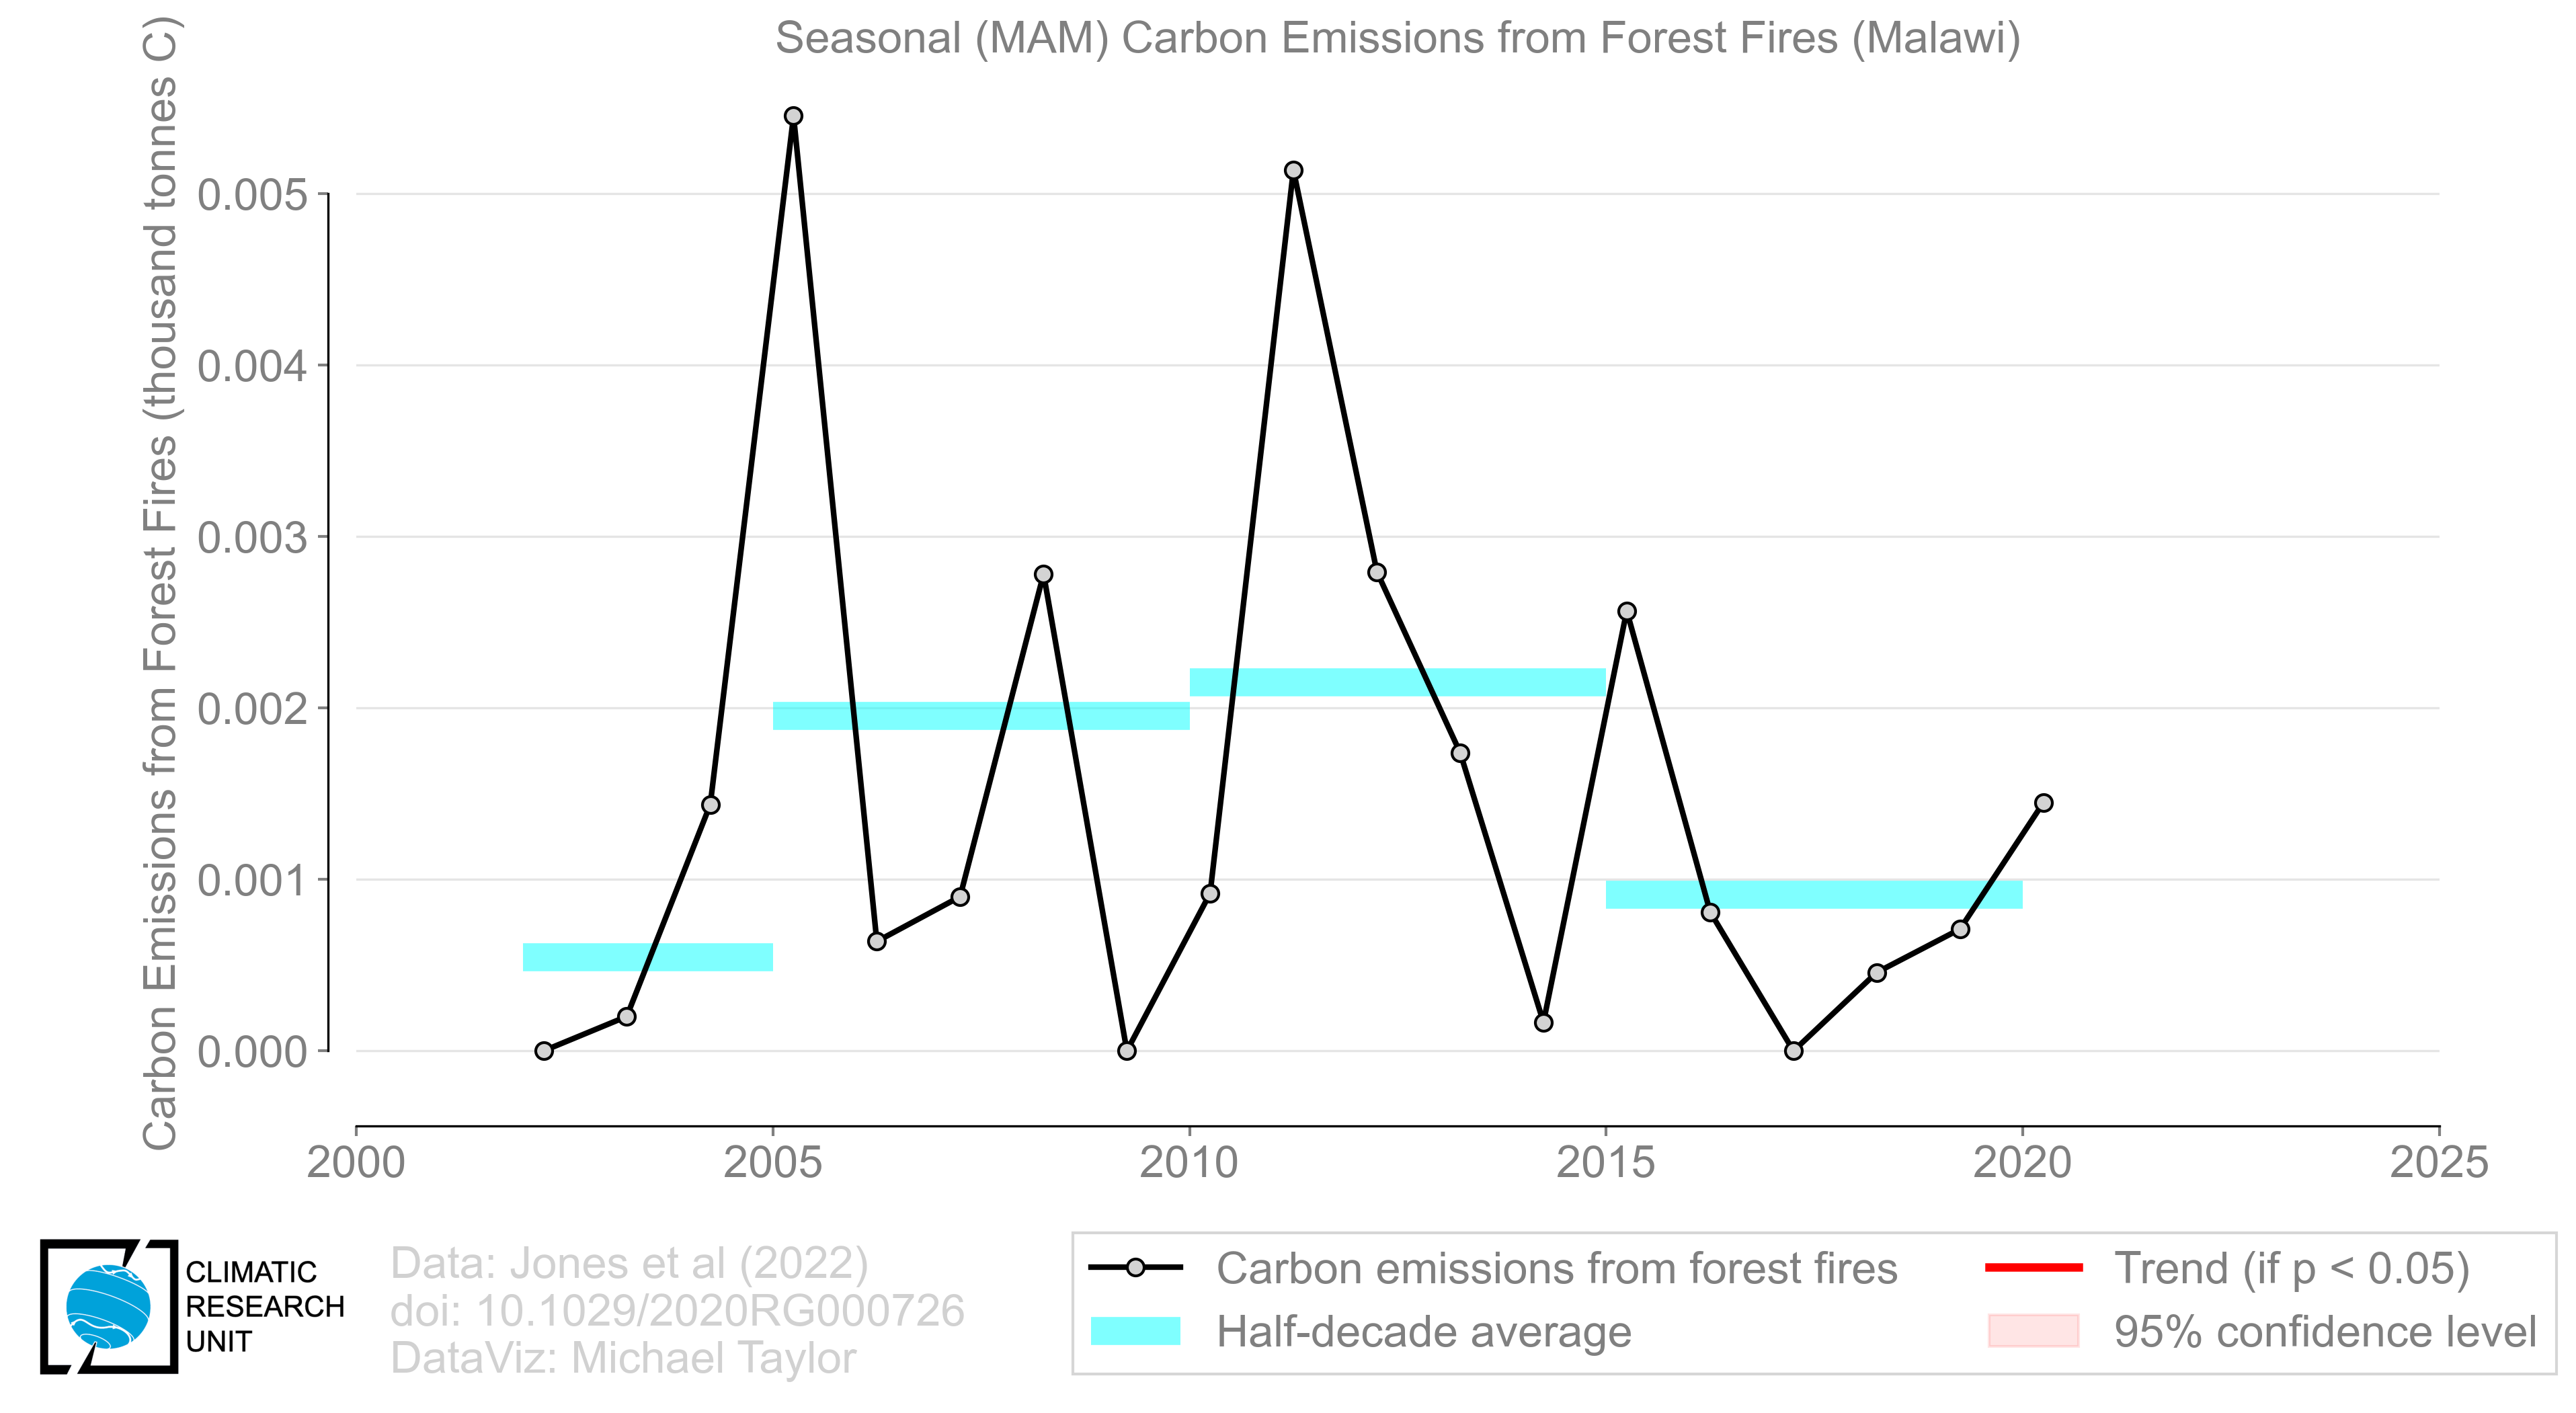 Seasonal (MAM) Carbon Emissions from Forest Fires (Malawi)
Carbon Emissions from Forest Fires (thousand tonnes C)
0.005
0.004
0.003
0.002
0.001
0.000
2000
2005
2010
2015
2020
2025
CLIMATIC
RESEARCH
UNIT
Data: Jones et al (2022)
doi: 10.1029/2020RG000726
DataViz: Michael Taylor
Carbon emissions from forest fires
Half-decade average
Trend (if p < 0.05)
95% confidence level